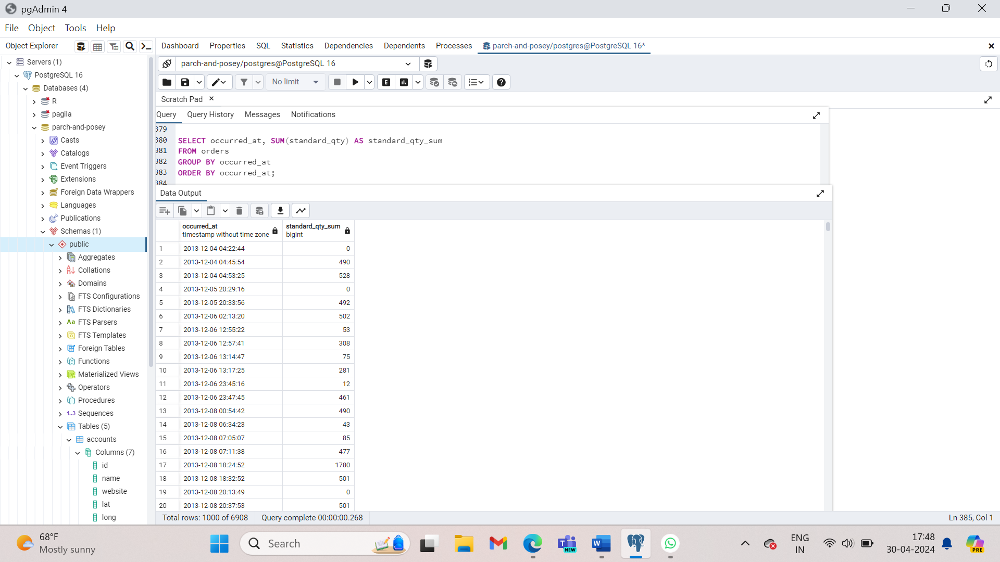 pgAdmin 4
File Object Tools Help
Object Explorer
Dashboard Properties SQL Statistics Dependencies Dependents Processes parch-and-posey/postgres@PostgreSQL 16*
Servers (1)
PostgreSQL 16
Databases (4)
R
pagila
parch-and-posey
Casts
Catalogs
Event Triggers
Extensions
Foreign Data Wrappers
Languages
Publications
Schemas (1)
public
Aggregates
Collations
Domains
FTS Configurations
FTS Dictionaries
Aa FTS Parsers
FTS Templates
Foreign Tables
Functions
Materialized Views
Operators
Procedures
1..3 Sequences
Tables (5)
accounts
Columns (7)
id
name
website
lat
long
parch-and-posey/postgres@PostgreSQL 16
No limit
E
Scratch Pad
Query Query History Messages Notifications
379
380 SELECT occurred_at, SUM(standard_qty) AS standard_qty_sum
381 FROM orders
382 GROUP BY occurred_at
383 ORDER BY occurred_at;
384
Data Output
occurred_at standard_qty_sum
timestamp without time zone bigint
1 2013-12-04 04:22:44 0
2 2013-12-04 04:45:54 490
3 2013-12-04 04:53:25 528
4 2013-12-05 20:29:16 0
5 2013-12-05 20:33:56 492
6 2013-12-06 02:13:20 502
7 2013-12-06 12:55:22 53
8 2013-12-06 12:57:41 308
9 2013-12-06 13:14:47 75
10 2013-12-06 13:17:25 281
11 2013-12-06 23:45:16 12
12 2013-12-06 23:47:45 461
13 2013-12-08 00:54:42 490
14 2013-12-08 06:34:23 43
15 2013-12-08 07:05:07 85
16 2013-12-08 07:11:38 477
17 2013-12-08 18:24:52 1780
18 2013-12-08 18:32:52 501
19 2013-12-08 20:13:49 0
20 2013-12-08 20:37:53 501
Total rows: 1000 of 6908 Query complete 00:00:00.268 Ln 385, Col 1
68°F
Mostly sunny
Search
NEW
ENG
IN
17:48
30-04-2024
PRE